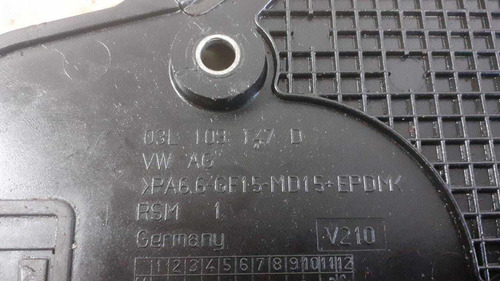 03L 109 147 D
VW AG
>PA6.6 GF15-MD15+EPDM<
RSM 1
Germany V210
1 2 3 4 5 6 7 8 9 10 11 12